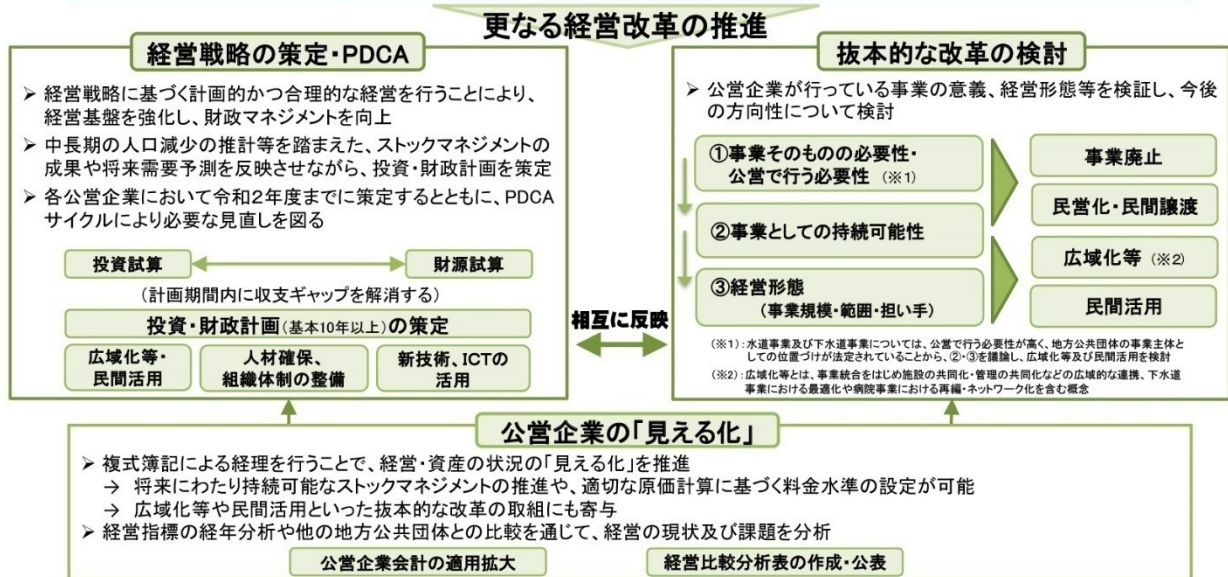 更なる経営改革の推進
経営戦略の策定・PDCA
➢ 経営戦略に基づく計画的かつ合理的な経営を行うことにより、
経営基盤を強化し、財政マネジメントを向上
➢ 中長期の人口減少の推計等を踏まえた、ストックマネジメントの
成果や将来需要予測を反映させながら、投資・財政計画を策定
➢ 各公営企業において令和2年度までに策定するとともに、PDCA
サイクルにより必要な見直しを図る
投資試算
財源試算
(計画期間内に収支ギャップを解消する)
投資・財政計画(基本10年以上)の策定
広域化等・
民間活用
人材確保、
組織体制の整備
新技術、ICTの
活用
相互に反映
抜本的な改革の検討
➢ 公営企業が行っている事業の意義、経営形態等を検証し、今後
の方向性について検討
①事業そのものの必要性・
公営で行う必要性 (※1)
②事業としての持続可能性
③経営形態
(事業規模・範囲・担い手)
事業廃止
民営化・民間譲渡
広域化等 (※2)
民間活用
(※1):水道事業及び下水道事業については、公営で行う必要性が高く、地方公共団体の事業主体と
しての位置づけが法定されていることから、②・③を議論し、広域化等及び民間活用を検討
(※2):広域化等とは、事業統合をはじめ施設の共同化・管理の共同化などの広域的な連携、下水道
事業における最適化や病院事業における再編・ネットワーク化を含む概念
公営企業の「見える化」
➢ 複式簿記による経理を行うことで、経営・資産の状況の「見える化」を推進
→ 将来にわたり持続可能なストックマネジメントの推進や、適切な原価計算に基づく料金水準の設定が可能
→ 広域化等や民間活用といった抜本的な改革の取組にも寄与
➢ 経営指標の経年分析や他の地方公共団体との比較を通じて、経営の現状及び課題を分析
公営企業会計の適用拡大
経営比較分析表の作成・公表